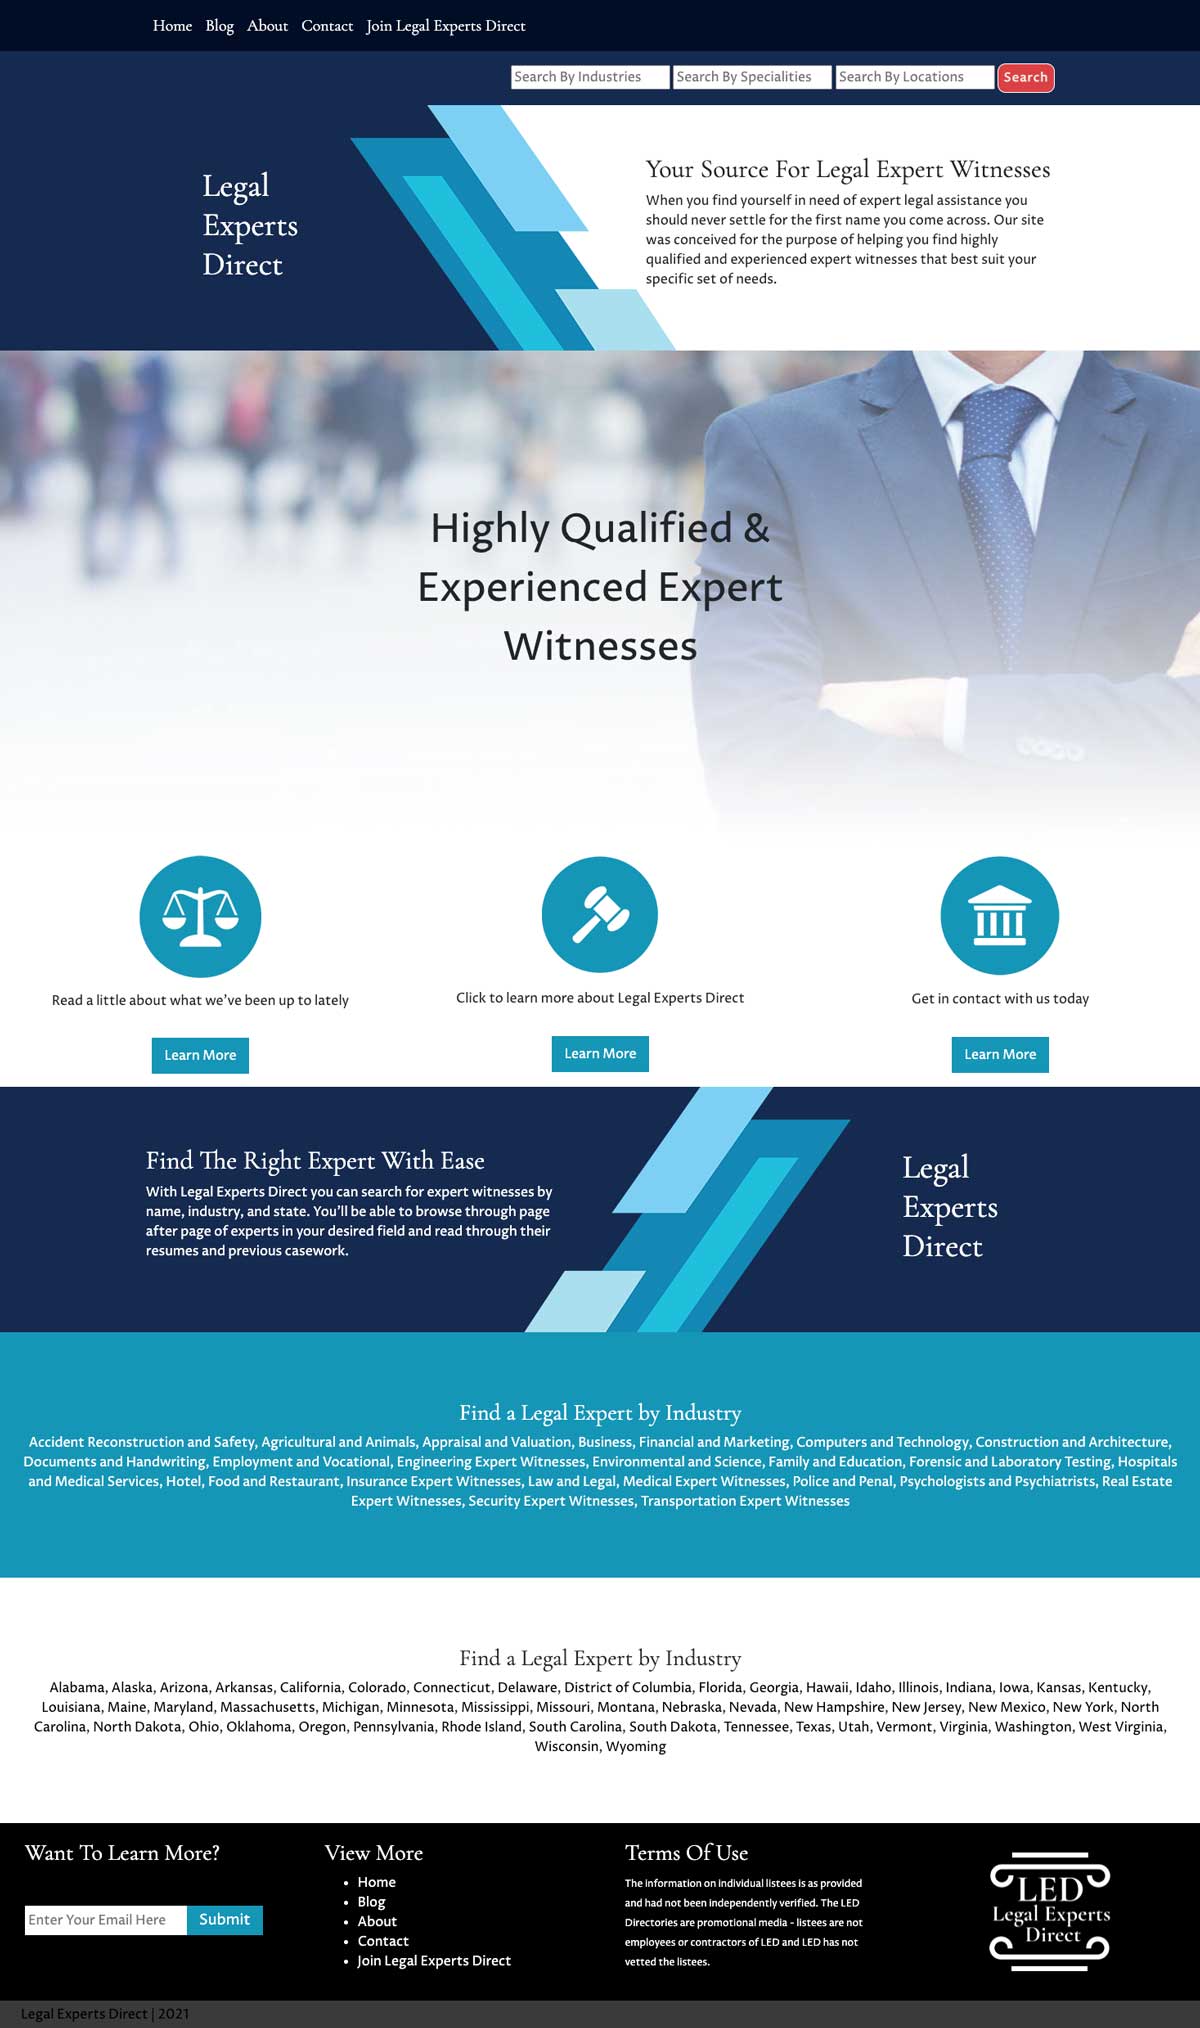 Home Blog About Contact Join Legal Experts Direct
Search By Industries Search By Specialities Search By Locations Search
Legal
Experts
Direct
Your Source For Legal Expert Witnesses
When you find yourself in need of expert legal assistance you
should never settle for the first name you come across. Our site
was conceived for the purpose of helping you find highly
qualified and experienced expert witnesses that best suit your
specific set of needs.
Highly Qualified &
Experienced Expert
Witnesses
Read a little about what we've been up to lately
Learn More
Click to learn more about Legal Experts Direct
Learn More
Get in contact with us today
Learn More
Find The Right Expert With Ease
With Legal Experts Direct you can search for expert witnesses by
name, industry, and state. You'll be able to browse through page
after page of experts in your desired field and read through their
resumes and previous casework.
Legal
Experts
Direct
Find a Legal Expert by Industry
Accident Reconstruction and Safety, Agricultural and Animals, Appraisal and Valuation, Business, Financial and Marketing, Computers and Technology, Construction and Architecture,
Documents and Handwriting, Employment and Vocational, Engineering Expert Witnesses, Environmental and Science, Family and Education, Forensic and Laboratory Testing, Hospitals
and Medical Services, Hotel, Food and Restaurant, Insurance Expert Witnesses, Law and Legal, Medical Expert Witnesses, Police and Penal, Psychologists and Psychiatrists, Real Estate
Expert Witnesses, Security Expert Witnesses, Transportation Expert Witnesses
Find a Legal Expert by Industry
Alabama, Alaska, Arizona, Arkansas, California, Colorado, Connecticut, Delaware, District of Columbia, Florida, Georgia, Hawaii, Idaho, Illinois, Indiana, Iowa, Kansas, Kentucky,
Louisiana, Maine, Maryland, Massachusetts, Michigan, Minnesota, Mississippi, Missouri, Montana, Nebraska, Nevada, New Hampshire, New Jersey, New Mexico, New York, North
Carolina, North Dakota, Ohio, Oklahoma, Oregon, Pennsylvania, Rhode Island, South Carolina, South Dakota, Tennessee, Texas, Utah, Vermont, Virginia, Washington, West Virginia,
Wisconsin, Wyoming
Want To Learn More?
Enter Your Email Here Submit
View More
• Home
• Blog
• About
• Contact
• Join Legal Experts Direct
Terms Of Use
The information on individual listees is as provided
and had not been independently verified. The LED
Directories are promotional media - listees are not
employees or contractors of LED and LED has not
vetted the listees.
LED
Legal Experts
Direct
Legal Experts Direct | 2021